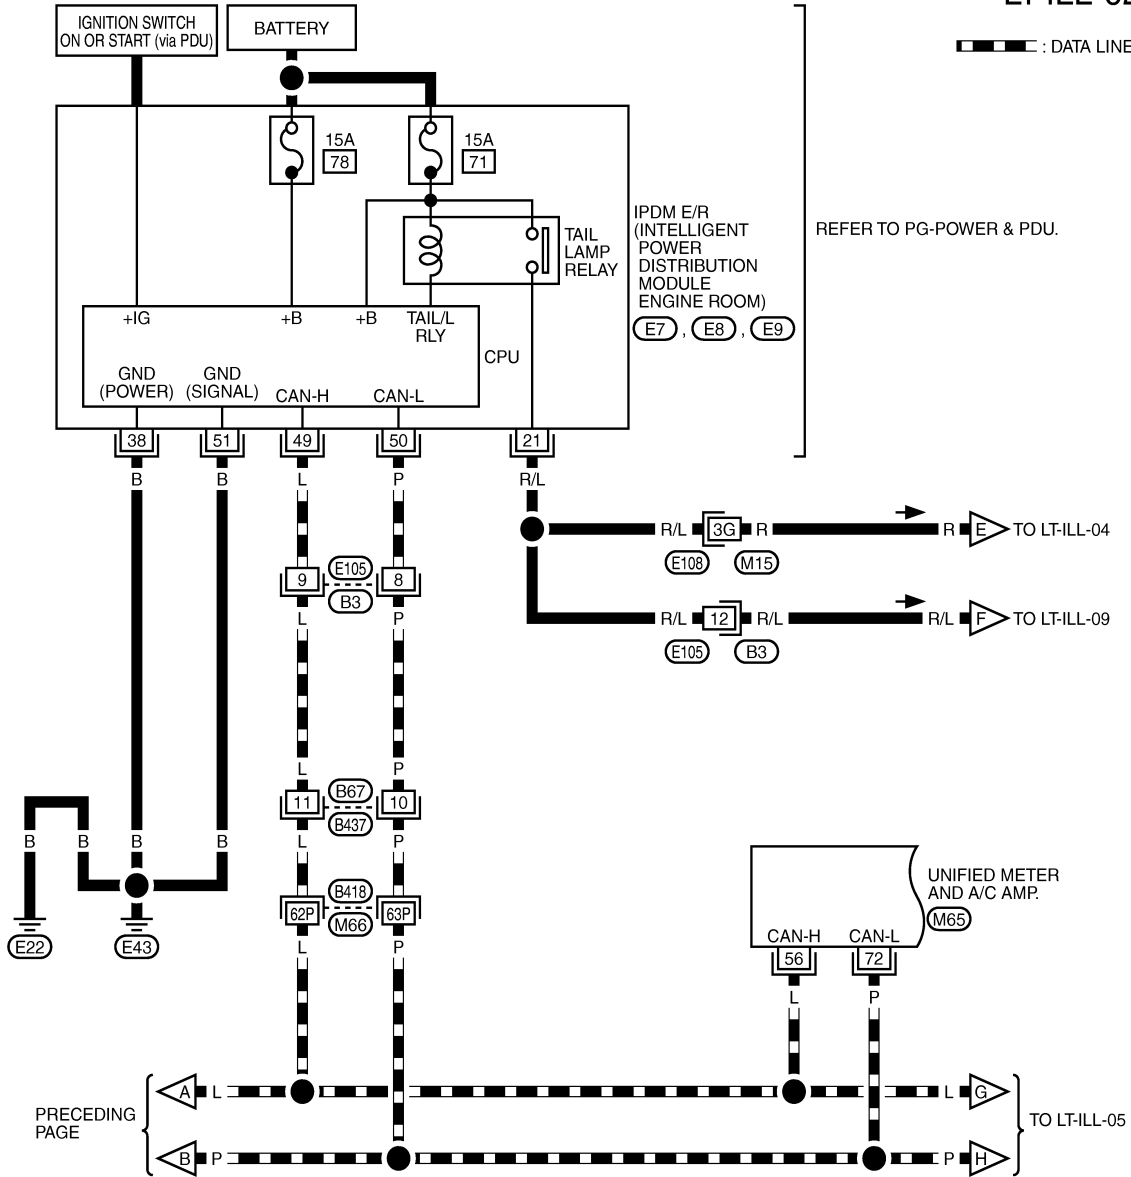 IGNITION SWITCH
ON OR START (via PDU)
BATTERY
: DATA LINE
15A
78
15A
71
TAIL
LAMP
RELAY
IPDM E/R
(INTELLIGENT
POWER
DISTRIBUTION
MODULE
ENGINE ROOM)
E7 , E8 , E9
REFER TO PG-POWER & PDU.
+IG
+B
+B
TAIL/L
RLY
CPU
GND
(POWER)
GND
(SIGNAL)
CAN-H
CAN-L
38
51
49
50
21
B
B
L
P
R/L
R/L
3G
R
R
E
TO LT-ILL-04
E108
M15
9
E105
8
B3
L
P
R/L
12
R/L
R/L
F
TO LT-ILL-09
E105
B3
L
P
11
B67
10
B437
B
B
B
B
L
P
B418
62P
63P
M66
E22
E43
L
P
UNIFIED METER
AND A/C AMP.
M65
CAN-H
CAN-L
56
72
L
P
A
L
L
G
PRECEDING
PAGE
TO LT-ILL-05
B
P
P
H